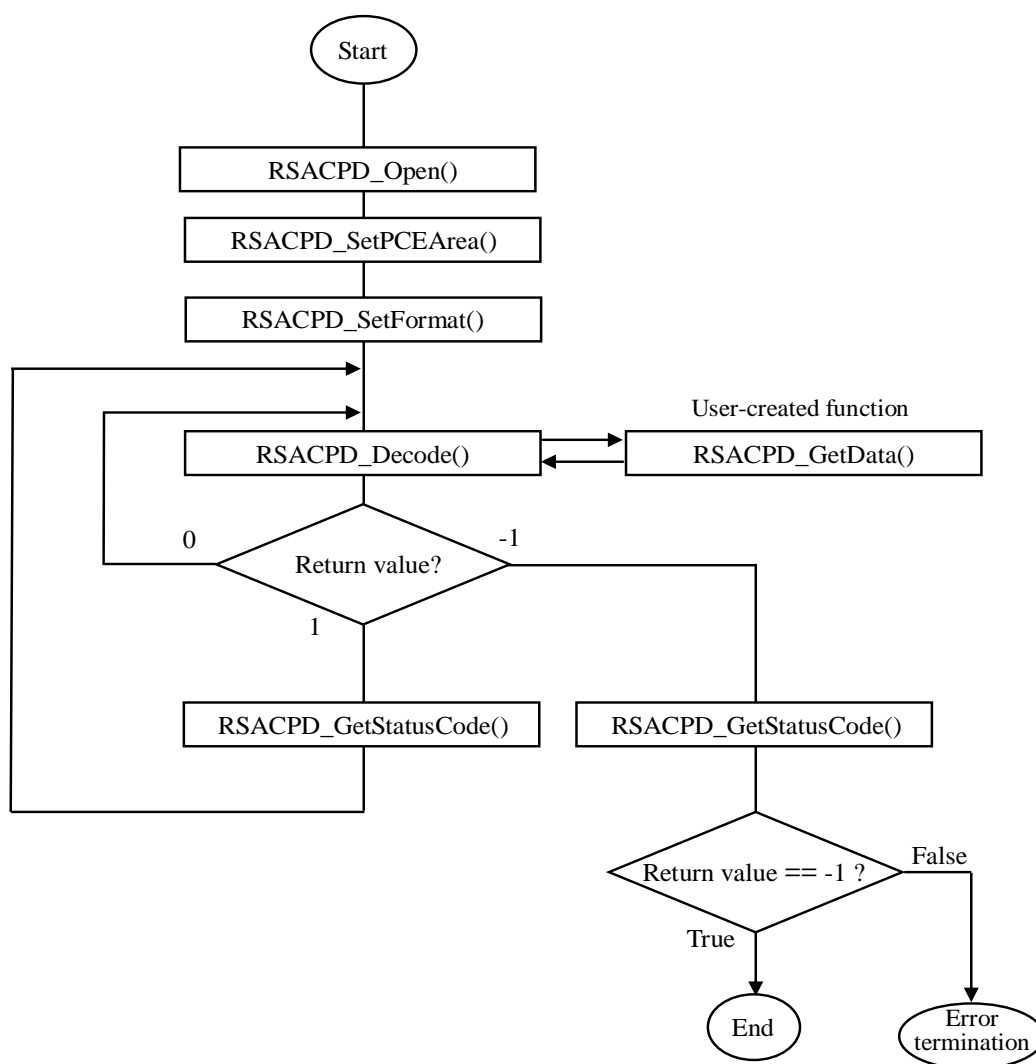 Start
RSACPD_Open()
RSACPD_SetPCEArea()
RSACPD_SetFormat()
User-created function
RSACPD_Decode()
RSACPD_GetData()
0
-1
Return value?
1
RSACPD_GetStatusCode()
RSACPD_GetStatusCode()
Return value == -1 ?
False
True
End
Error
termination